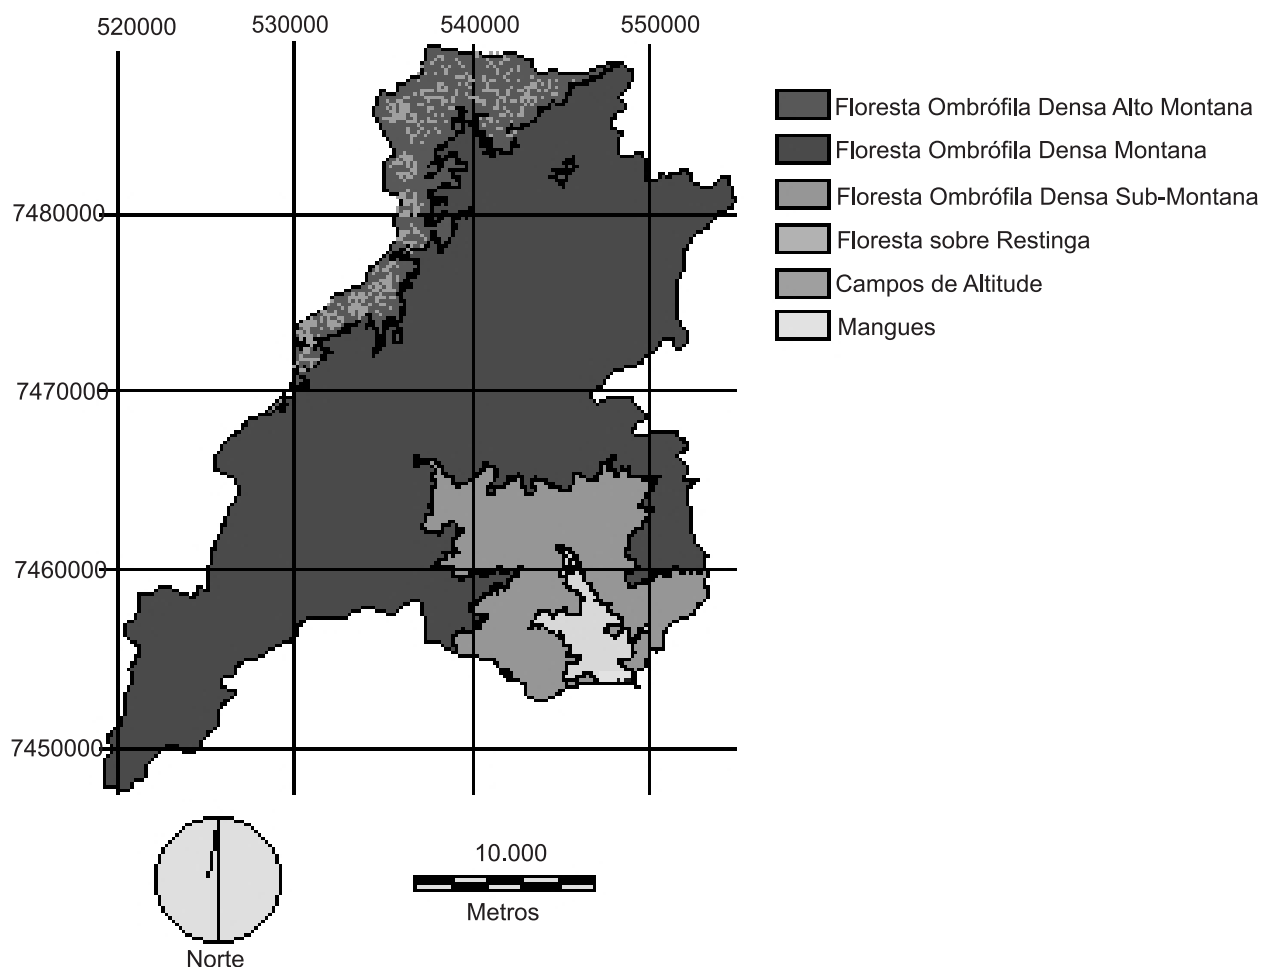 520000 530000 540000 550000
Floresta Ombrófila Densa Alto Montana
Floresta Ombrófila Densa Montana
Floresta Ombrófila Densa Sub-Montana
Floresta sobre Restinga
Campos de Altitude
Mangues
7480000
7470000
7460000
7450000
10.000
Metros
Norte